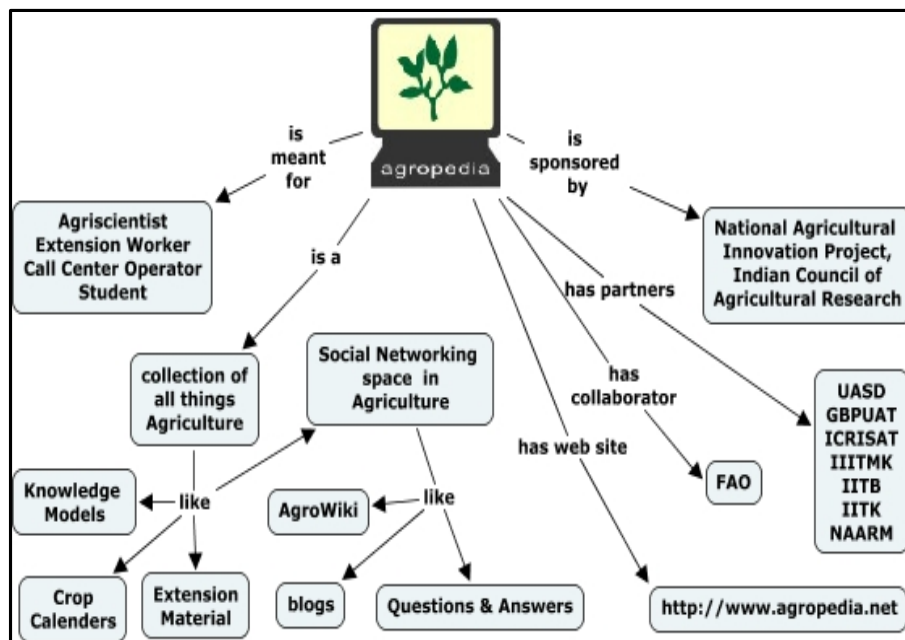 agropedia
is
meant
for
is
sponsored
by
Agriscientist
Extension Worker
Call Center Operator
Student
National Agricultural
Innovation Project,
Indian Council of
Agricultural Research
is a
has partners
collection of
all things
Agriculture
Social Networking
space in
Agriculture
has
collaborator
UASD
GBPUAT
ICRISAT
IIITMK
IITB
IITK
NAARM
has web site
FAO
Knowledge
Models
like
AgroWiki
like
Crop
Calenders
Extension
Material
blogs
Questions & Answers
http://www.agropedia.net